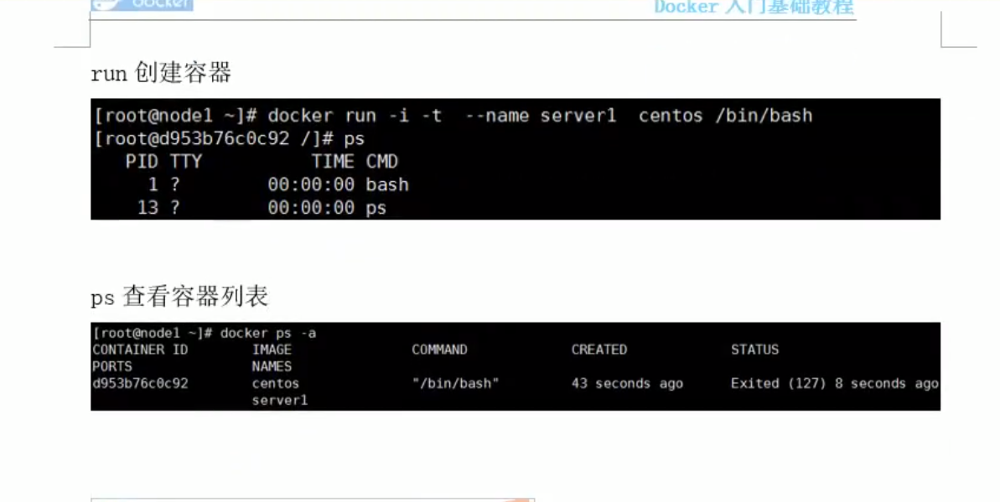 docker
Docker 入门基础教程
run 创建容器
[root@node1 ~]# docker run -i -t  --name server1  centos /bin/bash
[root@d953b76c0c92 /]# ps
PID TTY          TIME CMD
1 ?        00:00:00 bash
13 ?        00:00:00 ps
ps 查看容器列表
[root@node1 ~]# docker ps -a
CONTAINER ID        IMAGE               COMMAND             CREATED             STATUS
PORTS               NAMES
d953b76c0c92        centos              "/bin/bash"         43 seconds ago      Exited (127) 8 seconds ago
server1